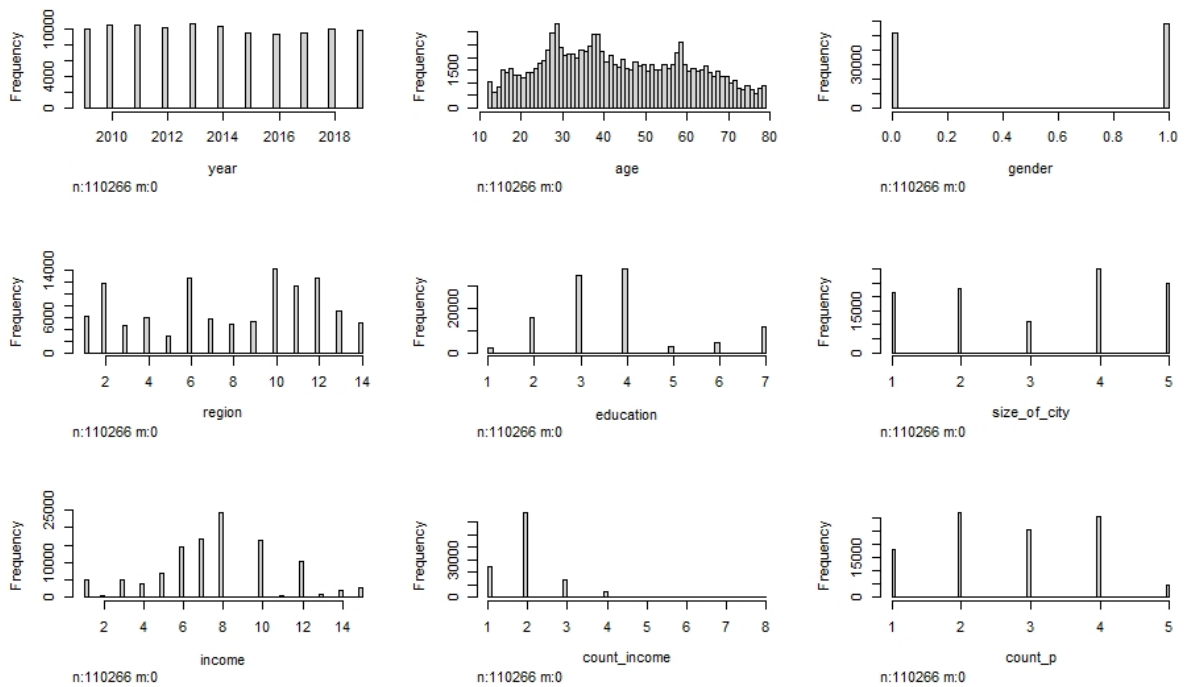 Frequency
0 4000 10000
2010 2012 2014 2016 2018
year
n:110266 m:0
Frequency
0 1500
10 20 30 40 50 60 70 80
age
n:110266 m:0
Frequency
0 30000
0.0 0.2 0.4 0.6 0.8 1.0
gender
n:110266 m:0
Frequency
0 6000 14000
2 4 6 8 10 12 14
region
n:110266 m:0
Frequency
0 20000
1 2 3 4 5 6 7
education
n:110266 m:0
Frequency
0 15000
1 2 3 4 5
size_of_city
n:110266 m:0
Frequency
0 10000 25000
2 4 6 8 10 12 14
income
n:110266 m:0
Frequency
0 30000
1 2 3 4 5 6 7 8
count_income
n:110266 m:0
Frequency
0 15000
1 2 3 4 5
count_p
n:110266 m:0